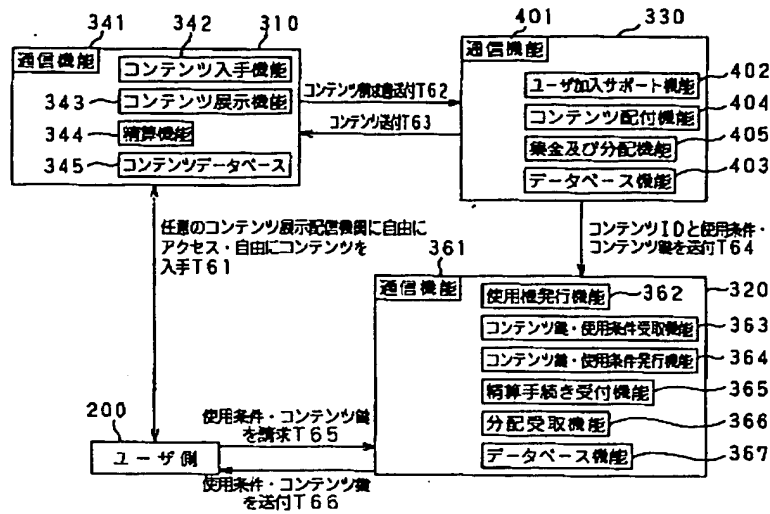 341
342
310
通信機能
コンテンツ入手機能
343
コンテンツ展示機能
344
精算機能
345
コンテンツデータベース
コンテンツ請求書送付T62
コンテンツ送付T63
401
330
通信機能
402
ユーザ加入サポート機能
404
コンテンツ配付機能
405
集金及び分配機能
403
データベース機能
任意のコンテンツ展示配信機関に自由に
アクセス・自由にコンテンツを
入手T61
コンテンツIDと使用条件・
コンテンツ鍵を送付T64
361
通信機能
320
使用権発行機能
362
コンテンツ鍵・使用条件受取機能
363
コンテンツ鍵・使用条件発行機能
364
精算手続き受付機能
365
分配受取機能
366
データベース機能
367
200
ユーザ側
使用条件・コンテンツ鍵
を請求T65
使用条件・コンテンツ鍵
を送付T66